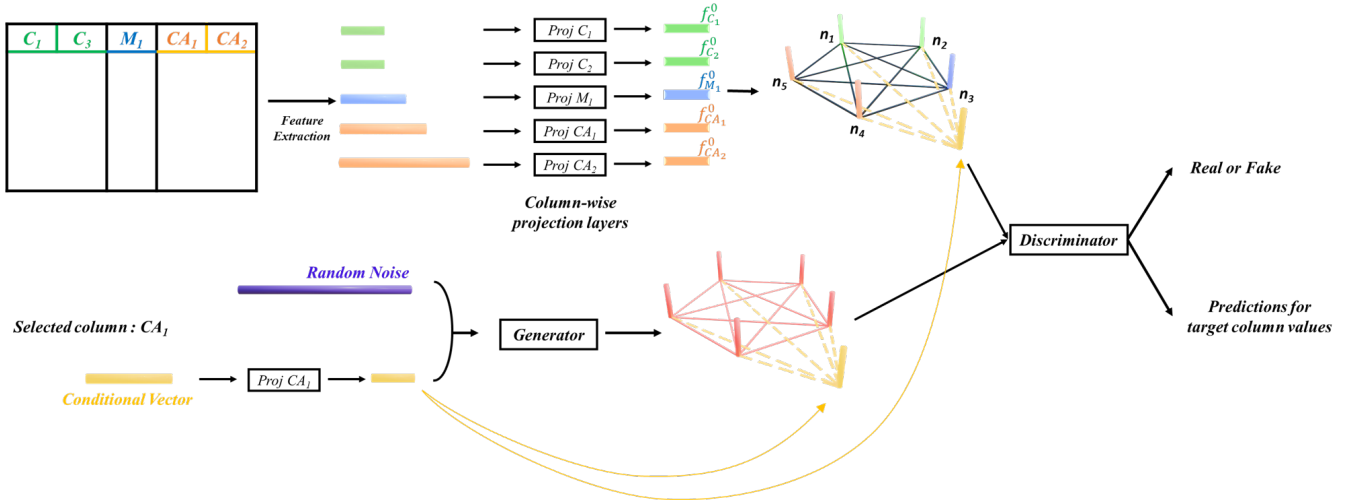 C1 C3 M1 CA1 CA2
Feature
Extraction
Proj C1
Proj C2
Proj M1
Proj CA1
Proj CA2
Column-wise
projection layers
f⁰C1
f⁰C2
f⁰M1
f⁰CA1
f⁰CA2
n1
n2
n3
n4
n5
Real or Fake
Discriminator
Predictions for
target column values
Random Noise
Selected column : CA1
Generator
Proj CA1
Conditional Vector